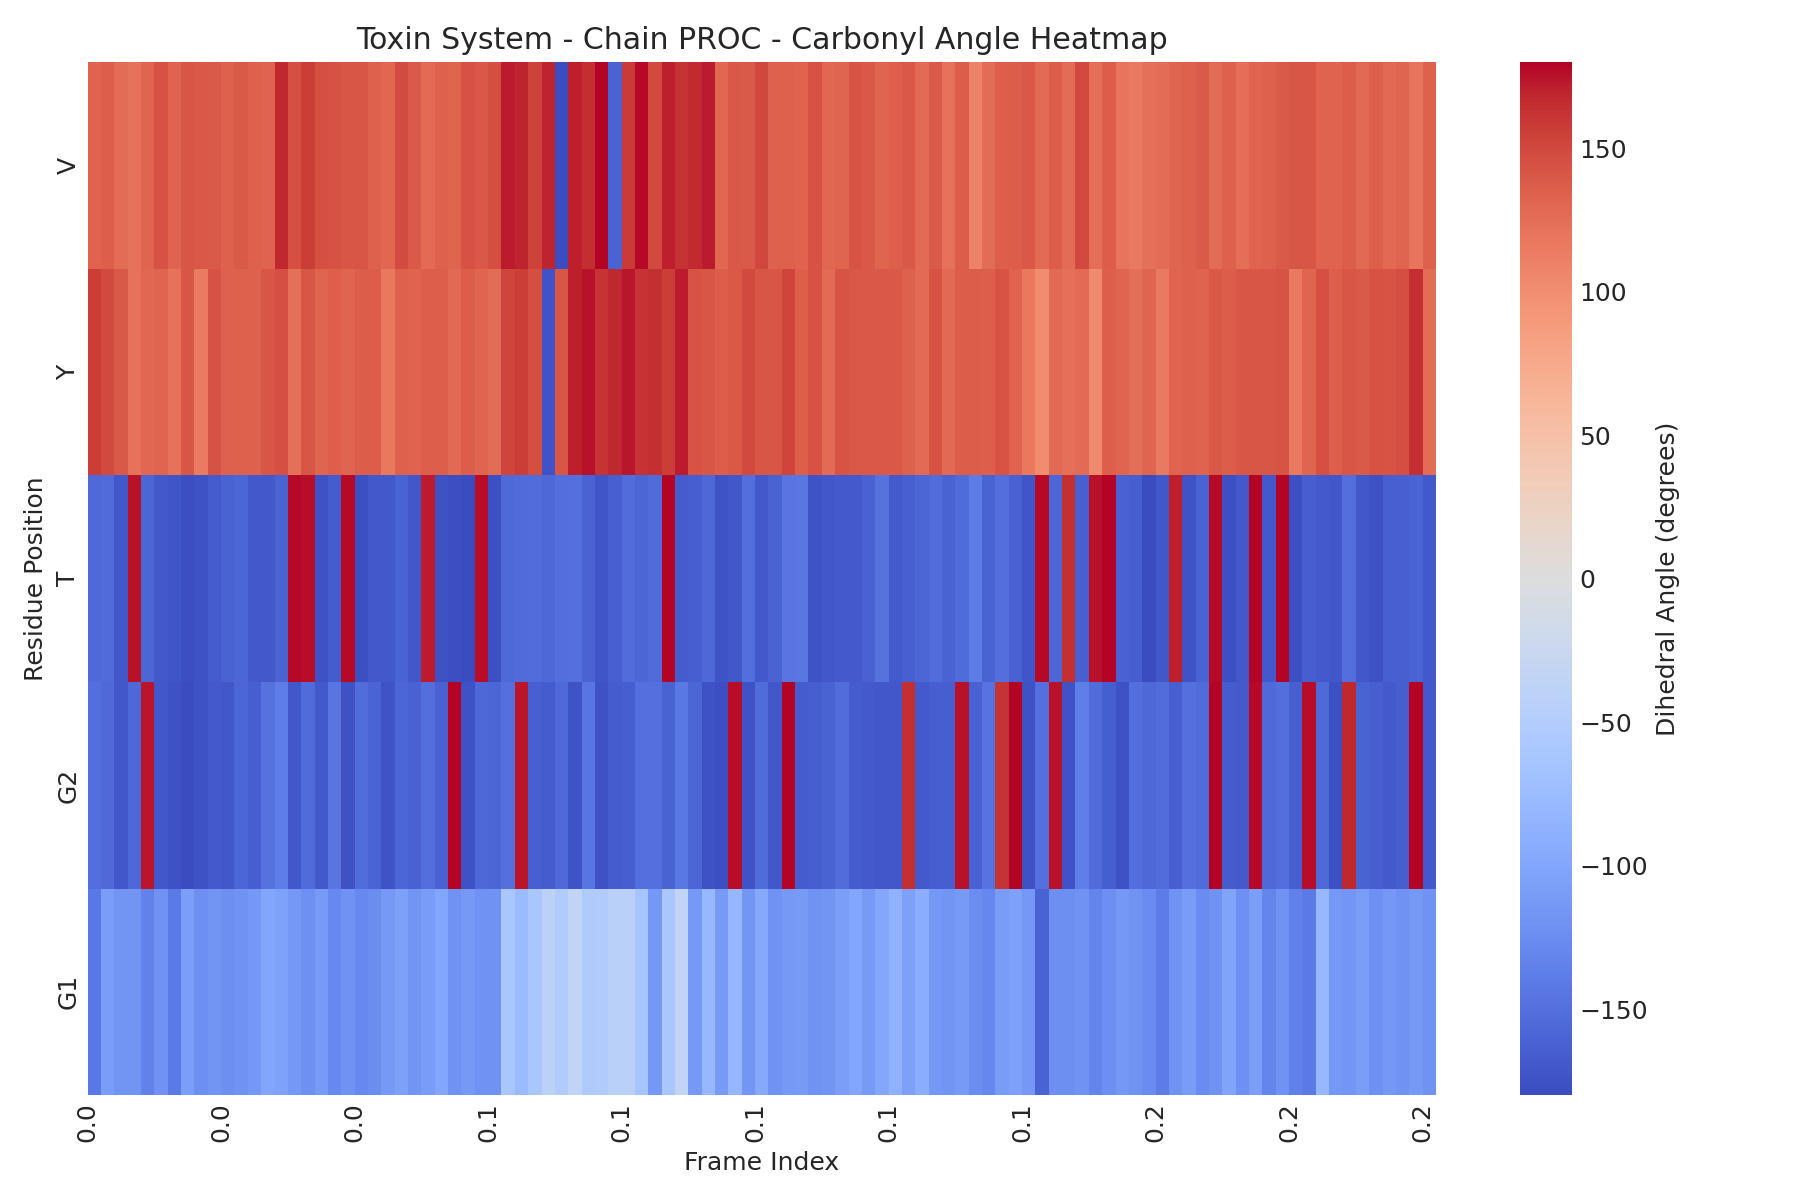 Toxin System - Chain PROC - Carbonyl Angle Heatmap
Residue Position
V
Y
T
G2
G1
0.0
0.0
0.0
0.1
0.1
0.1
0.1
0.1
0.2
0.2
0.2
Frame Index
150
100
50
0
−50
−100
−150
Dihedral Angle (degrees)